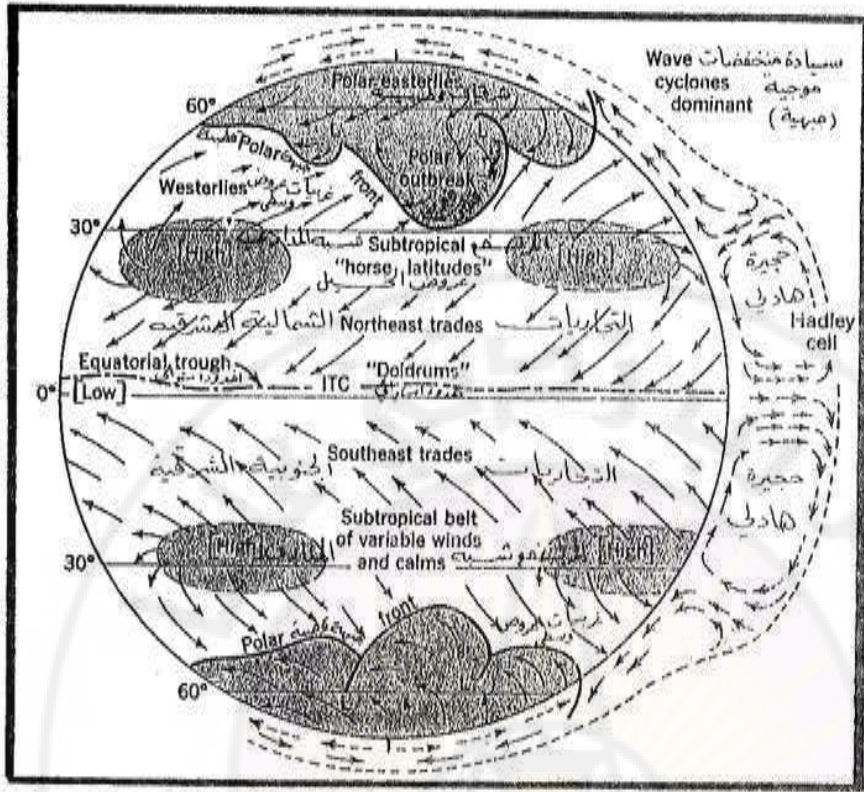 Wave سيادة منخفضات
cyclones موجية
dominant (جبهية)
Polar easterlies
60°
Polar
front
Polar
outbreak
Westerlies
30°
[High]
Subtropical
[High]
"horse latitudes"
عروض الخيل
حجيرة
هادلي
Hadley
cell
الشمالية الشرقية Northeast trades التجاريات
Equatorial trough
"Doldrums"
ITC
0°
[Low]
Southeast trades
الجنوبية الشرقية
التجاريات
حجيرة
هادلي
Subtropical belt
of variable winds
and calms
[High]
[High]
30°
Polar
front
60°